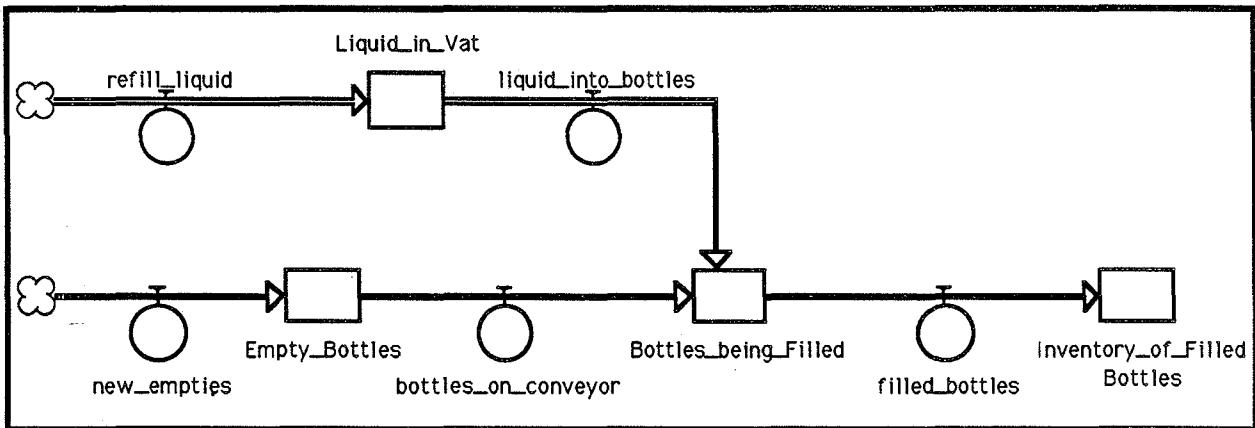 Liquid_in_Vat
refill_liquid
liquid_into_bottles
Empty_Bottles
Bottles_being_Filled
Inventory_of_Filled
Bottles
new_empties
bottles_on_conveyor
filled_bottles